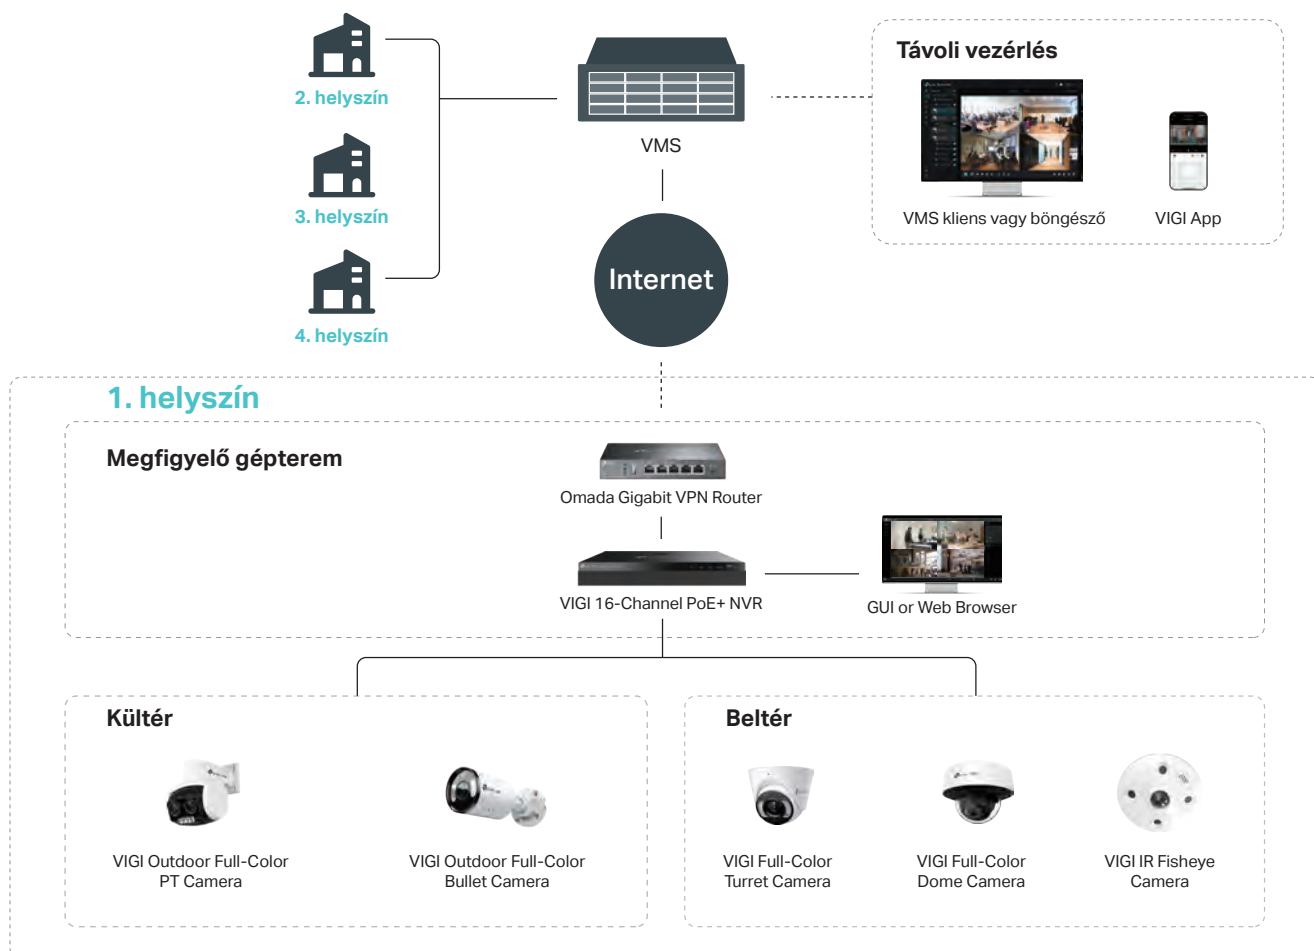 2. helyszín
3. helyszín
4. helyszín
VMS
Távoli vezérlés
VMS kliens vagy böngésző
VIGI App
Internet
1. helyszín
Megfigyelő gépterem
Omada Gigabit VPN Router
VIGI 16-Channel PoE+ NVR
GUI or Web Browser
Kültér
VIGI Outdoor Full-Color
PT Camera
VIGI Outdoor Full-Color
Bullet Camera
Beltér
VIGI Full-Color
Turret Camera
VIGI Full-Color
Dome Camera
VIGI IR Fisheye
Camera